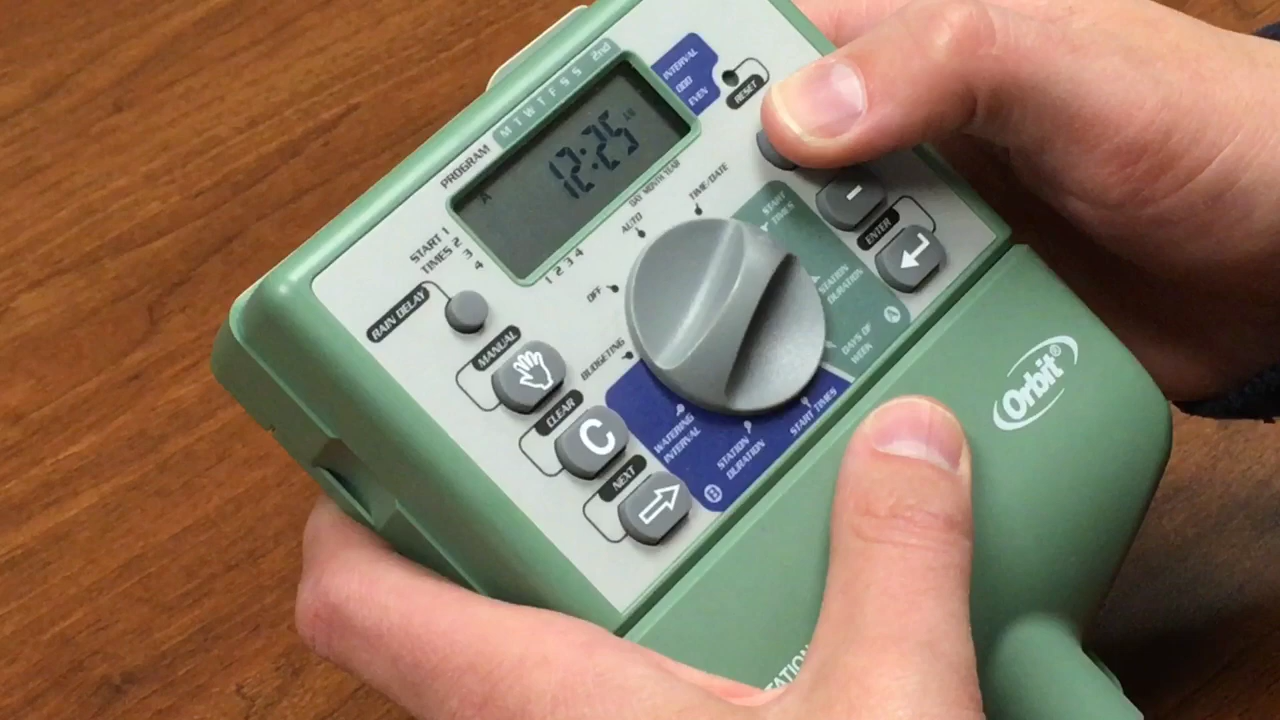 M T W T F S S 2nd
INTERVAL
ODD
EVEN
RESET
PROGRAM
A
12:25 AM
DAY MONTH YEAR
START 1
TIMES 2
3
4
1 2 3 4
AUTO
TIME/DATE
OFF
START
TIMES
−
ENTER
STATION
DURATION
A
DAYS OF
WEEK
RAIN DELAY
MANUAL
BUDGETING
CLEAR
C
WATERING
INTERVAL
STATION
DURATION
START TIMES
B
NEXT
Orbit®